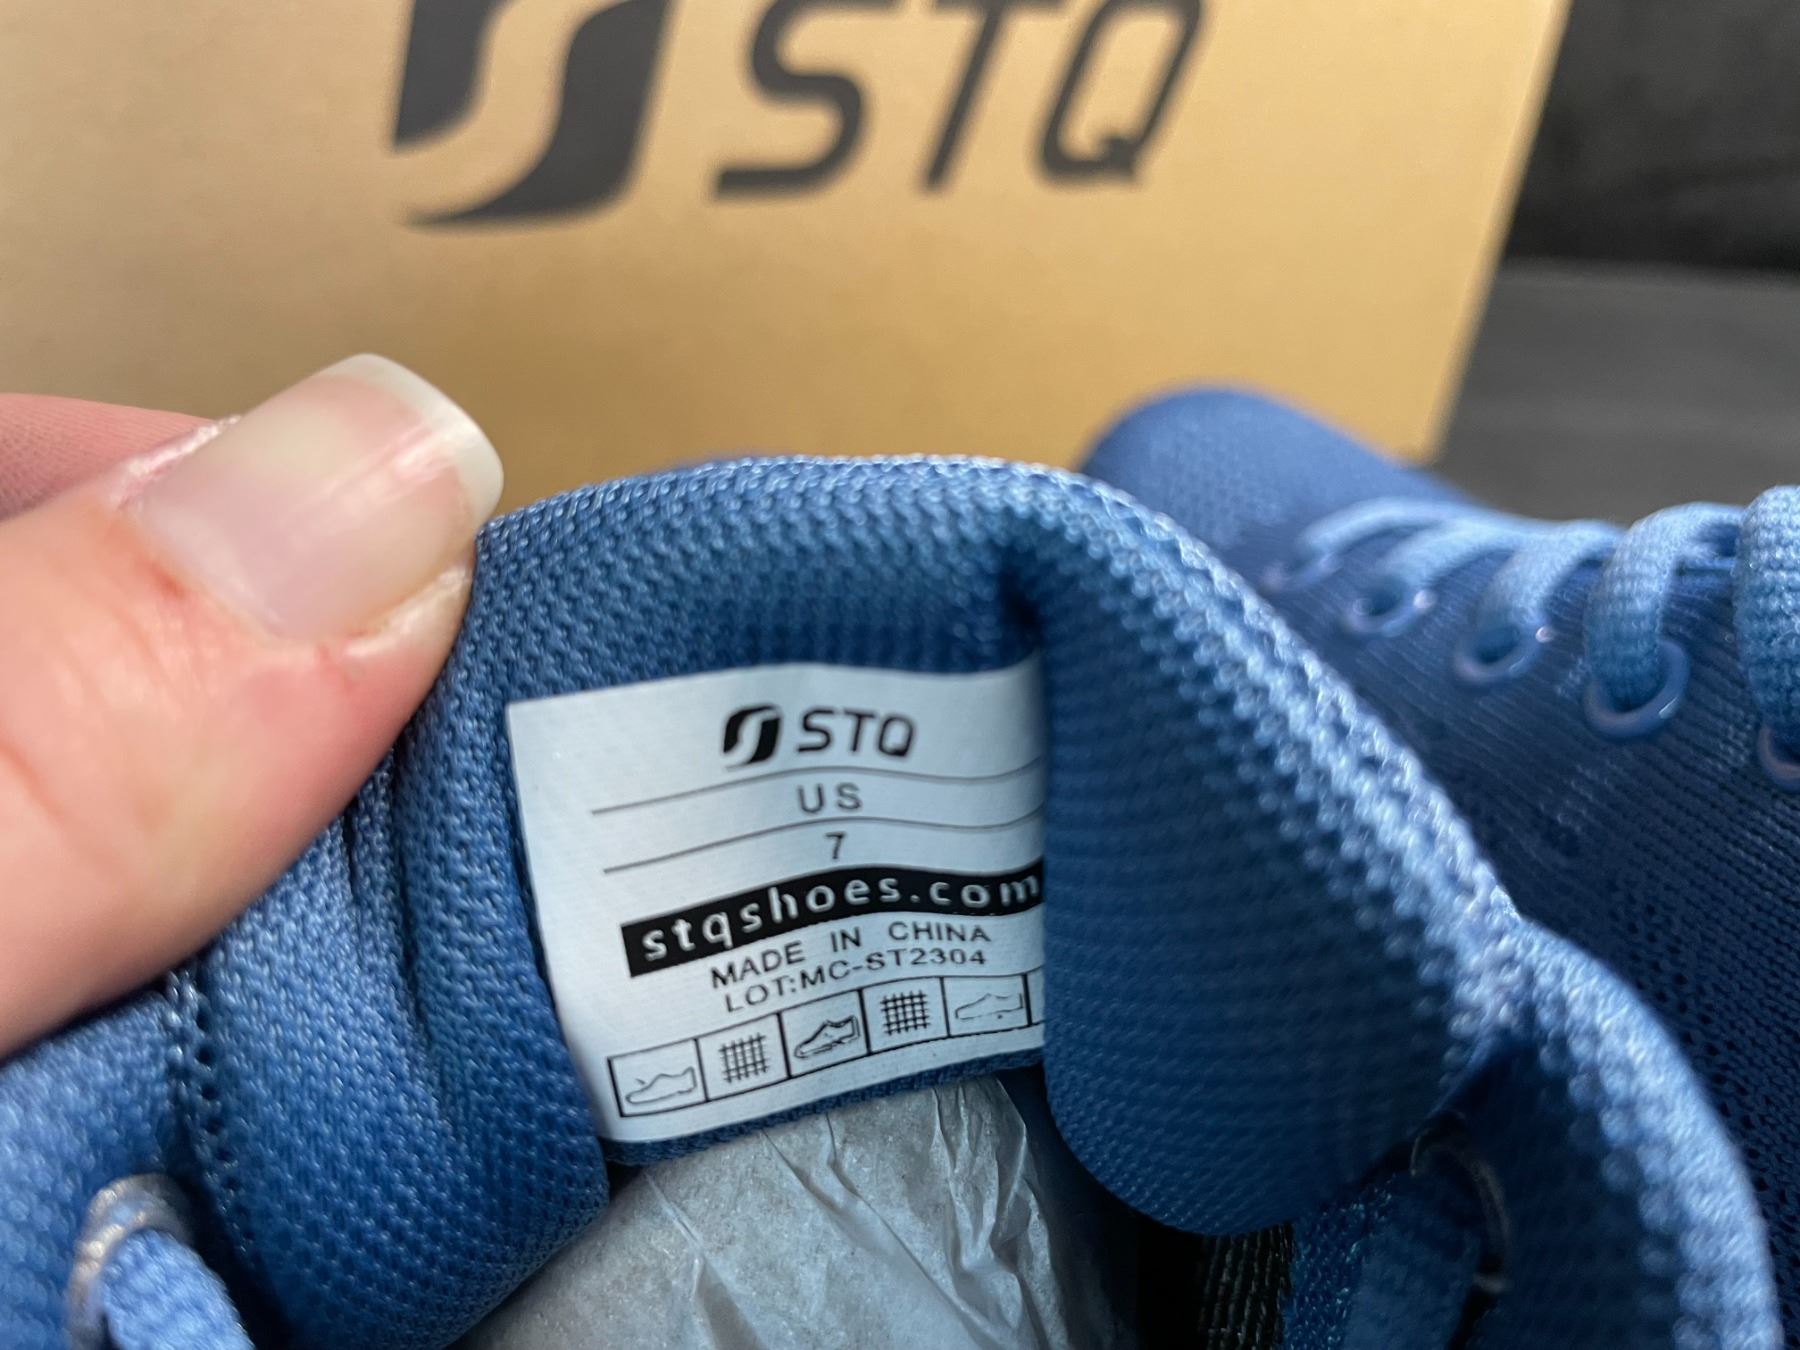 STQ
STQ
US
7
stqshoes.com
MADE IN CHINA
LOT:MC-ST2304